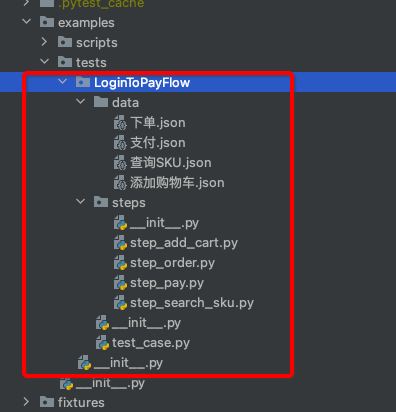 .pytest_cache
examples
scripts
tests
LoginToPayFlow
data
下单.json
支付.json
查询SKU.json
添加购物车.json
steps
__init__.py
step_add_cart.py
step_order.py
step_pay.py
step_search_sku.py
__init__.py
test_case.py
__init__.py
__init__.py
fixtures